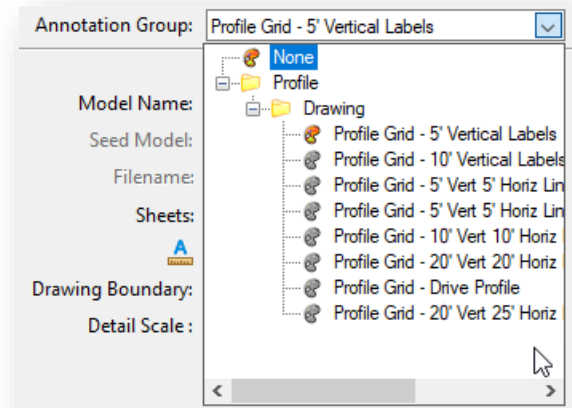 Annotation Group: Profile Grid - 5' Vertical Labels
None
Profile
Model Name:
Drawing
Seed Model:
Profile Grid - 5' Vertical Labels
Profile Grid - 10' Vertical Labels
Filename:
Profile Grid - 5' Vert 5' Horiz Lin
Sheets:
Profile Grid - 5' Vert 5' Horiz Lin
A
Profile Grid - 10' Vert 10' Horiz
Profile Grid - 20' Vert 20' Horiz
Drawing Boundary:
Profile Grid - Drive Profile
Detail Scale :
Profile Grid - 20' Vert 25' Horiz